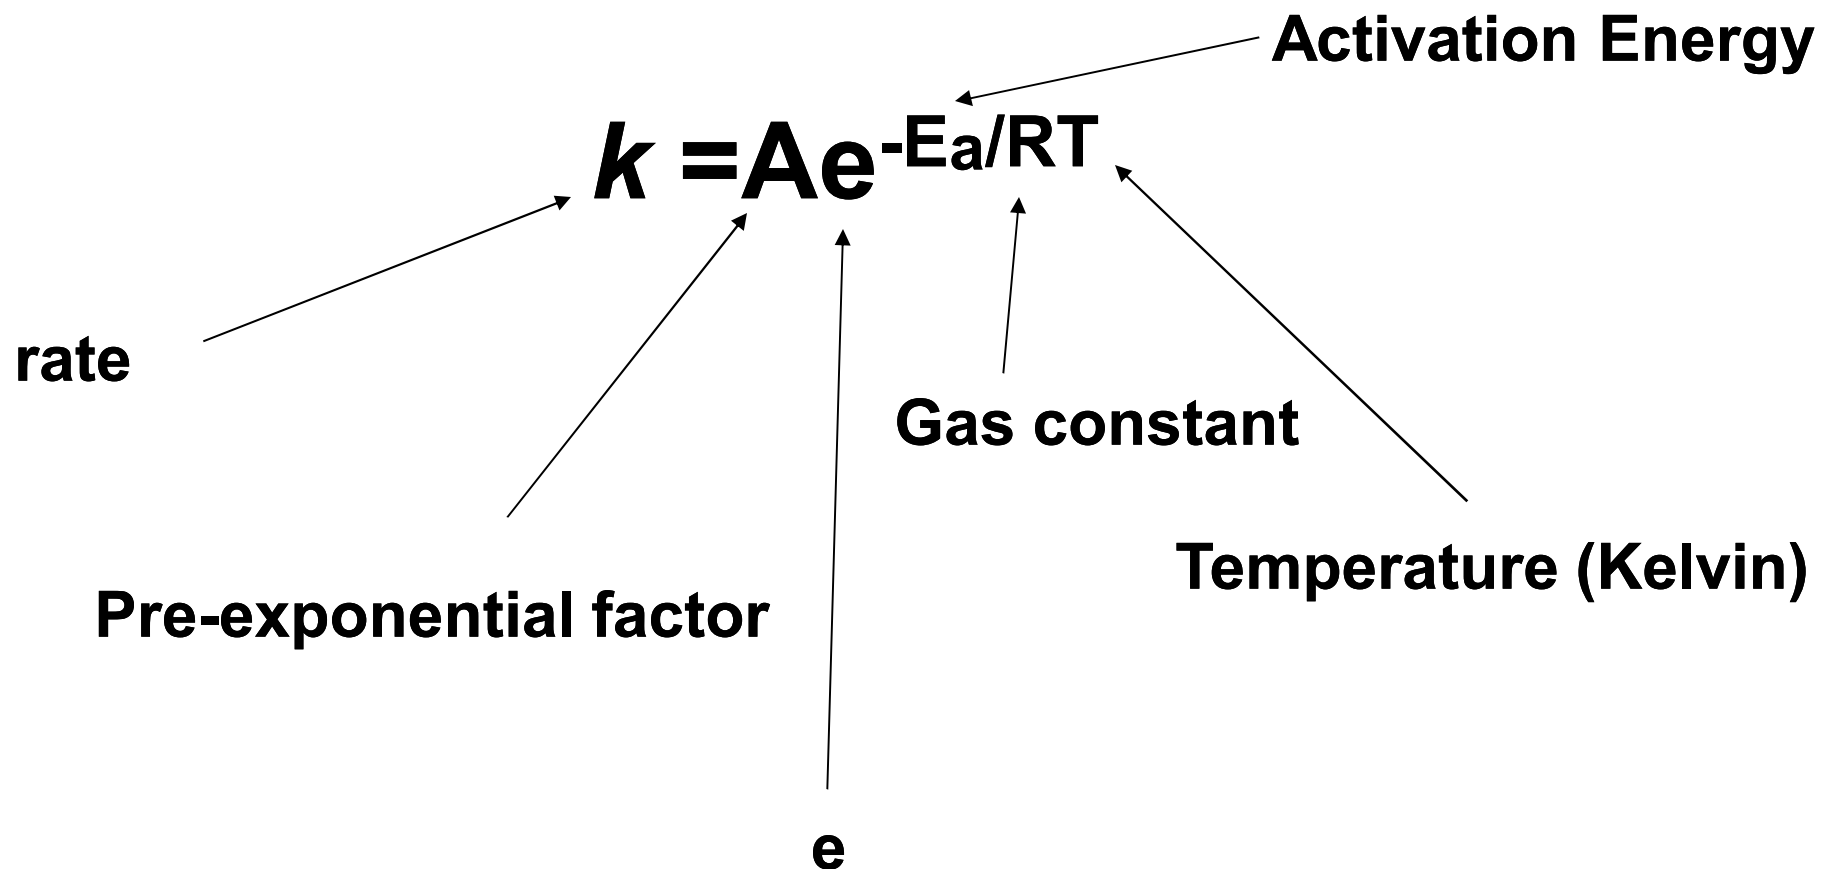 Activation Energy
k =Ae-Ea/RT
rate
Gas constant
Temperature (Kelvin)
Pre-exponential factor
e